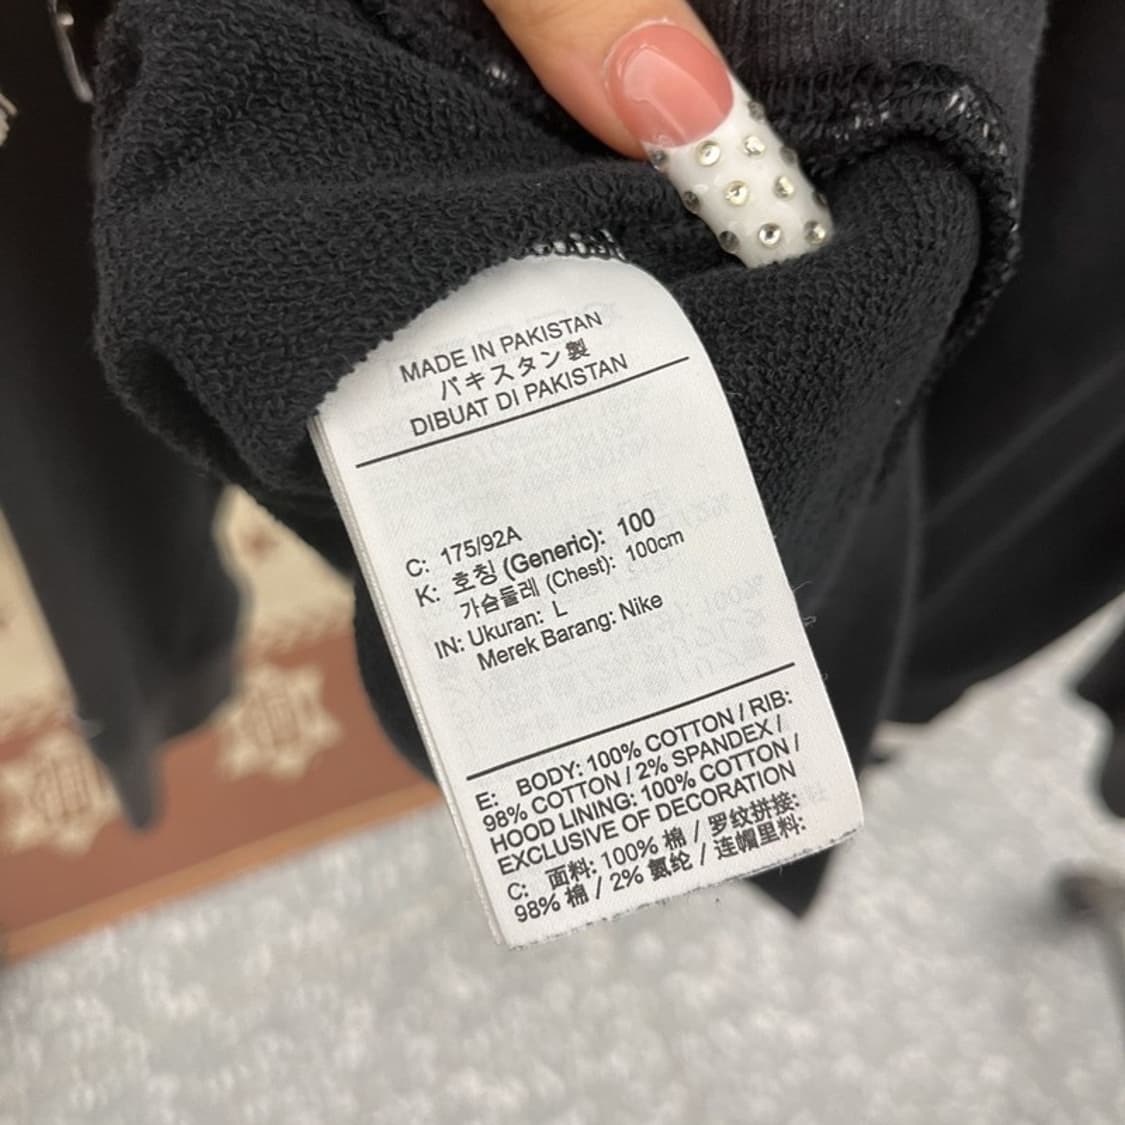 MADE IN PAKISTAN
パキスタン製
DIBUAT DI PAKISTAN
C: 175/92A
K: 호칭 (Generic): 100
가슴둘레 (Chest): 100cm
IN: Ukuran: L
Merek Barang: Nike
E: BODY: 100% COTTON / RIB:
98% COTTON / 2% SPANDEX /
HOOD LINING: 100% COTTON /
EXCLUSIVE OF DECORATION
C: 面料: 100% 棉 / 罗纹拼接:
98% 棉 / 2% 氨纶 / 连帽里料: